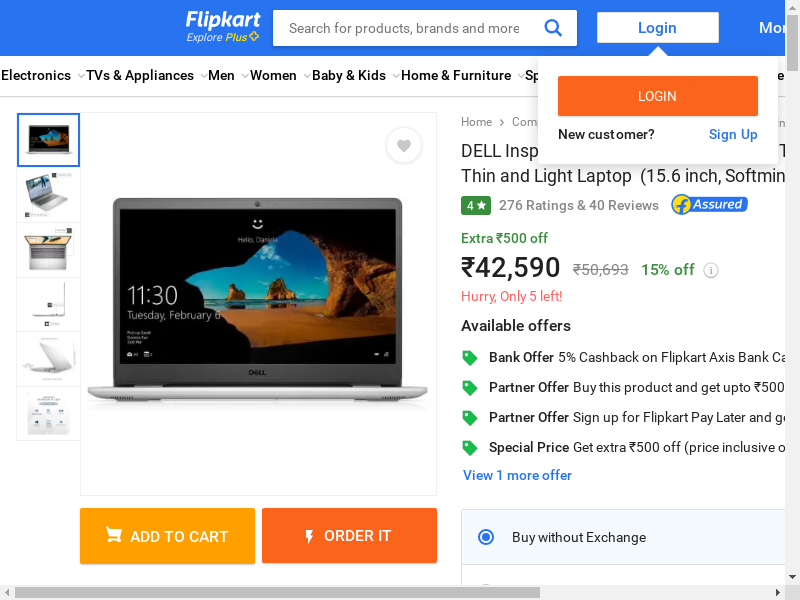 Flipkart
Explore Plus
Search for products, brands and more
Login
Mor
Electronics
TVs & Appliances
Men
Women
Baby & Kids
Home & Furniture
LOGIN
New customer?
Sign Up
Home
DELL Insp
Thin and Light Laptop (15.6 inch, Softmin
4
276 Ratings & 40 Reviews
Assured
Extra ₹500 off
₹42,590
₹50,693
15% off
i
Hurry, Only 5 left!
Available offers
Bank Offer 5% Cashback on Flipkart Axis Bank Ca
Partner Offer Buy this product and get upto ₹500
Partner Offer Sign up for Flipkart Pay Later and ge
Special Price Get extra ₹500 off (price inclusive o
View 1 more offer
Hello, Daniela
11:30
Tuesday, February 6
DELL
ADD TO CART
ORDER IT
Buy without Exchange